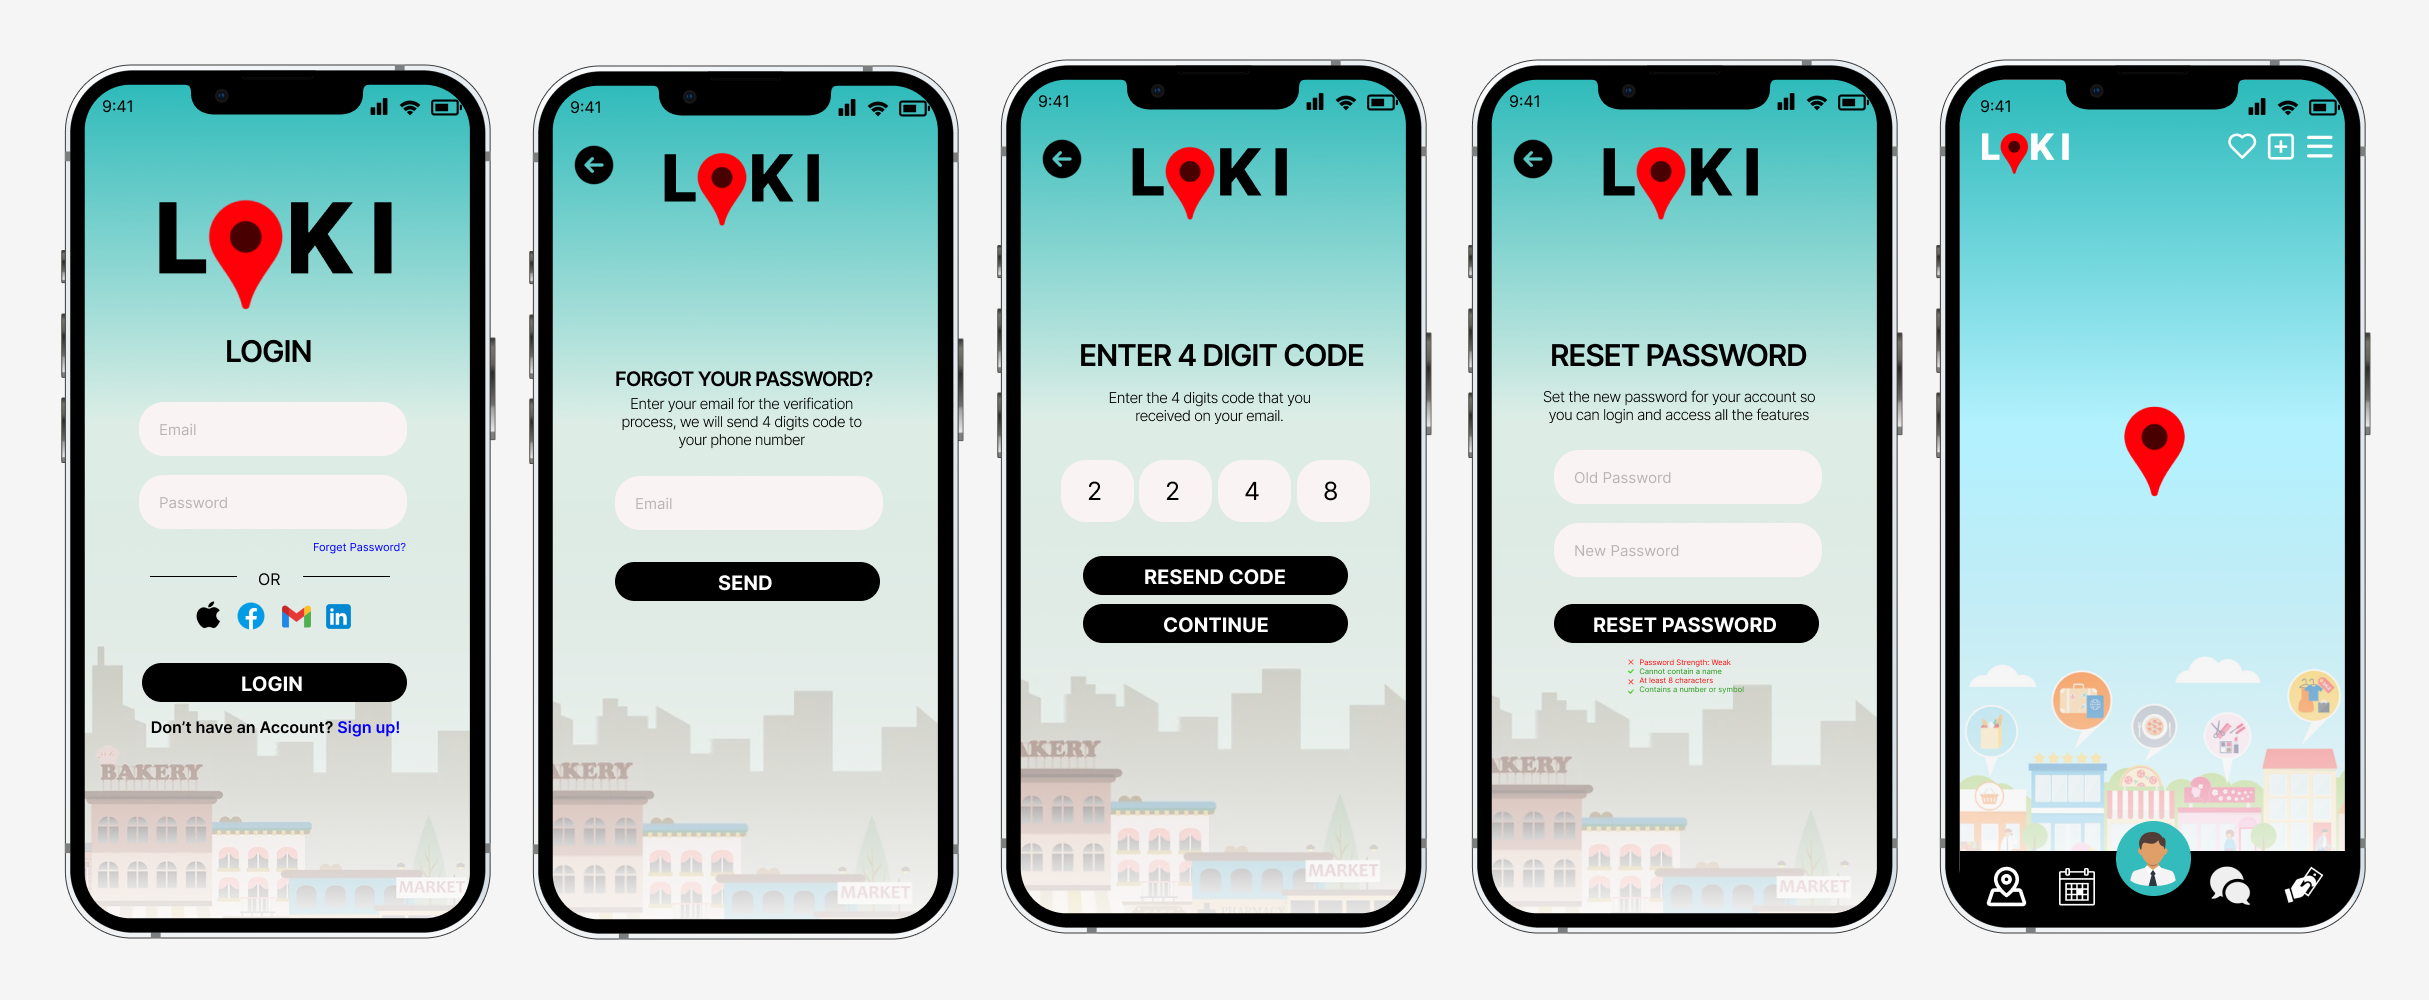 9:41
LOKI
LOGIN
Email
Password
Forget Password?
OR
in
LOGIN
Don't have an Account? Sign up!
BAKERY
MARKET
9:41
LOKI
FORGOT YOUR PASSWORD?
Enter your email for the verification
process, we will send 4 digits code to
your phone number
Email
SEND
AKERY
MARKET
9:41
LOKI
ENTER 4 DIGIT CODE
Enter the 4 digits code that you
received on your email.
2 2 4 8
RESEND CODE
CONTINUE
AKERY
MARKET
PHARMACY
9:41
LOKI
RESET PASSWORD
Set the new password for your account so
you can login and access all the features
Old Password
New Password
RESET PASSWORD
Password Strength: Weak
Cannot contain a name
At least 8 characters
Contains a number or symbol
AKERY
MARKET
9:41
LOKI